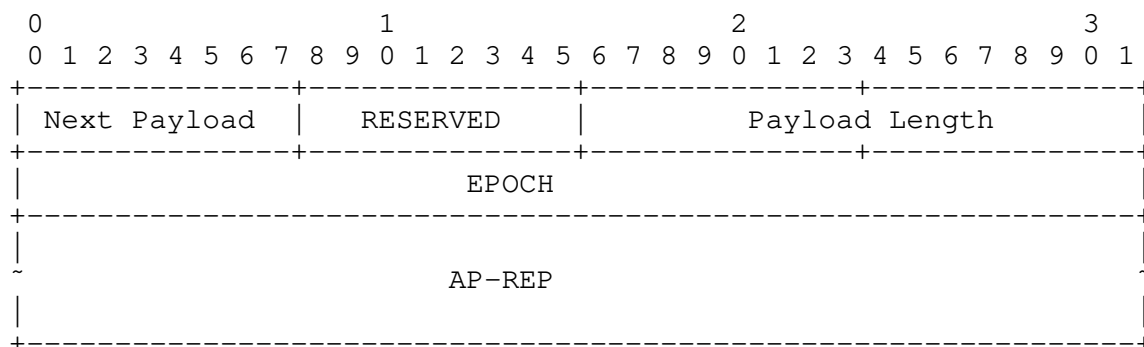 0                   1                   2                   3
 0 1 2 3 4 5 6 7 8 9 0 1 2 3 4 5 6 7 8 9 0 1 2 3 4 5 6 7 8 9 0 1
+---------------+---------------+---------------+---------------+
| Next Payload  |   RESERVED    |         Payload Length        |
+---------------+---------------+---------------+---------------+
|                         EPOCH                                 |
+---------------------------------------------------------------+
|                                                               |
~                        AP-REP                                 ~
|                                                               |
+---------------------------------------------------------------+